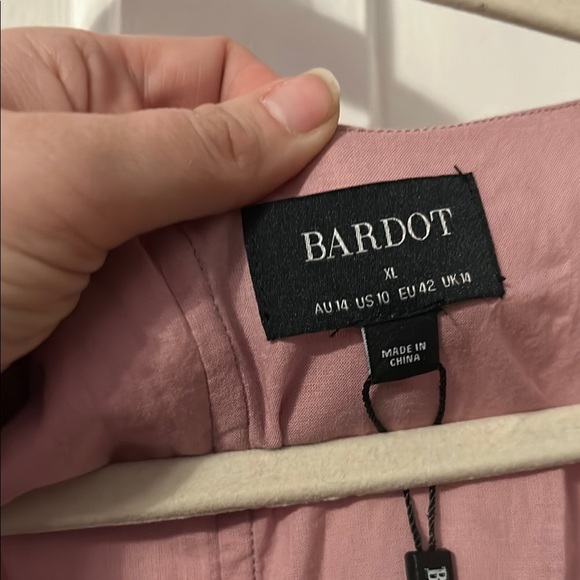 BARDOT
XL
AU 14 US 10 EU 42 UK 14
MADE IN
CHINA
B